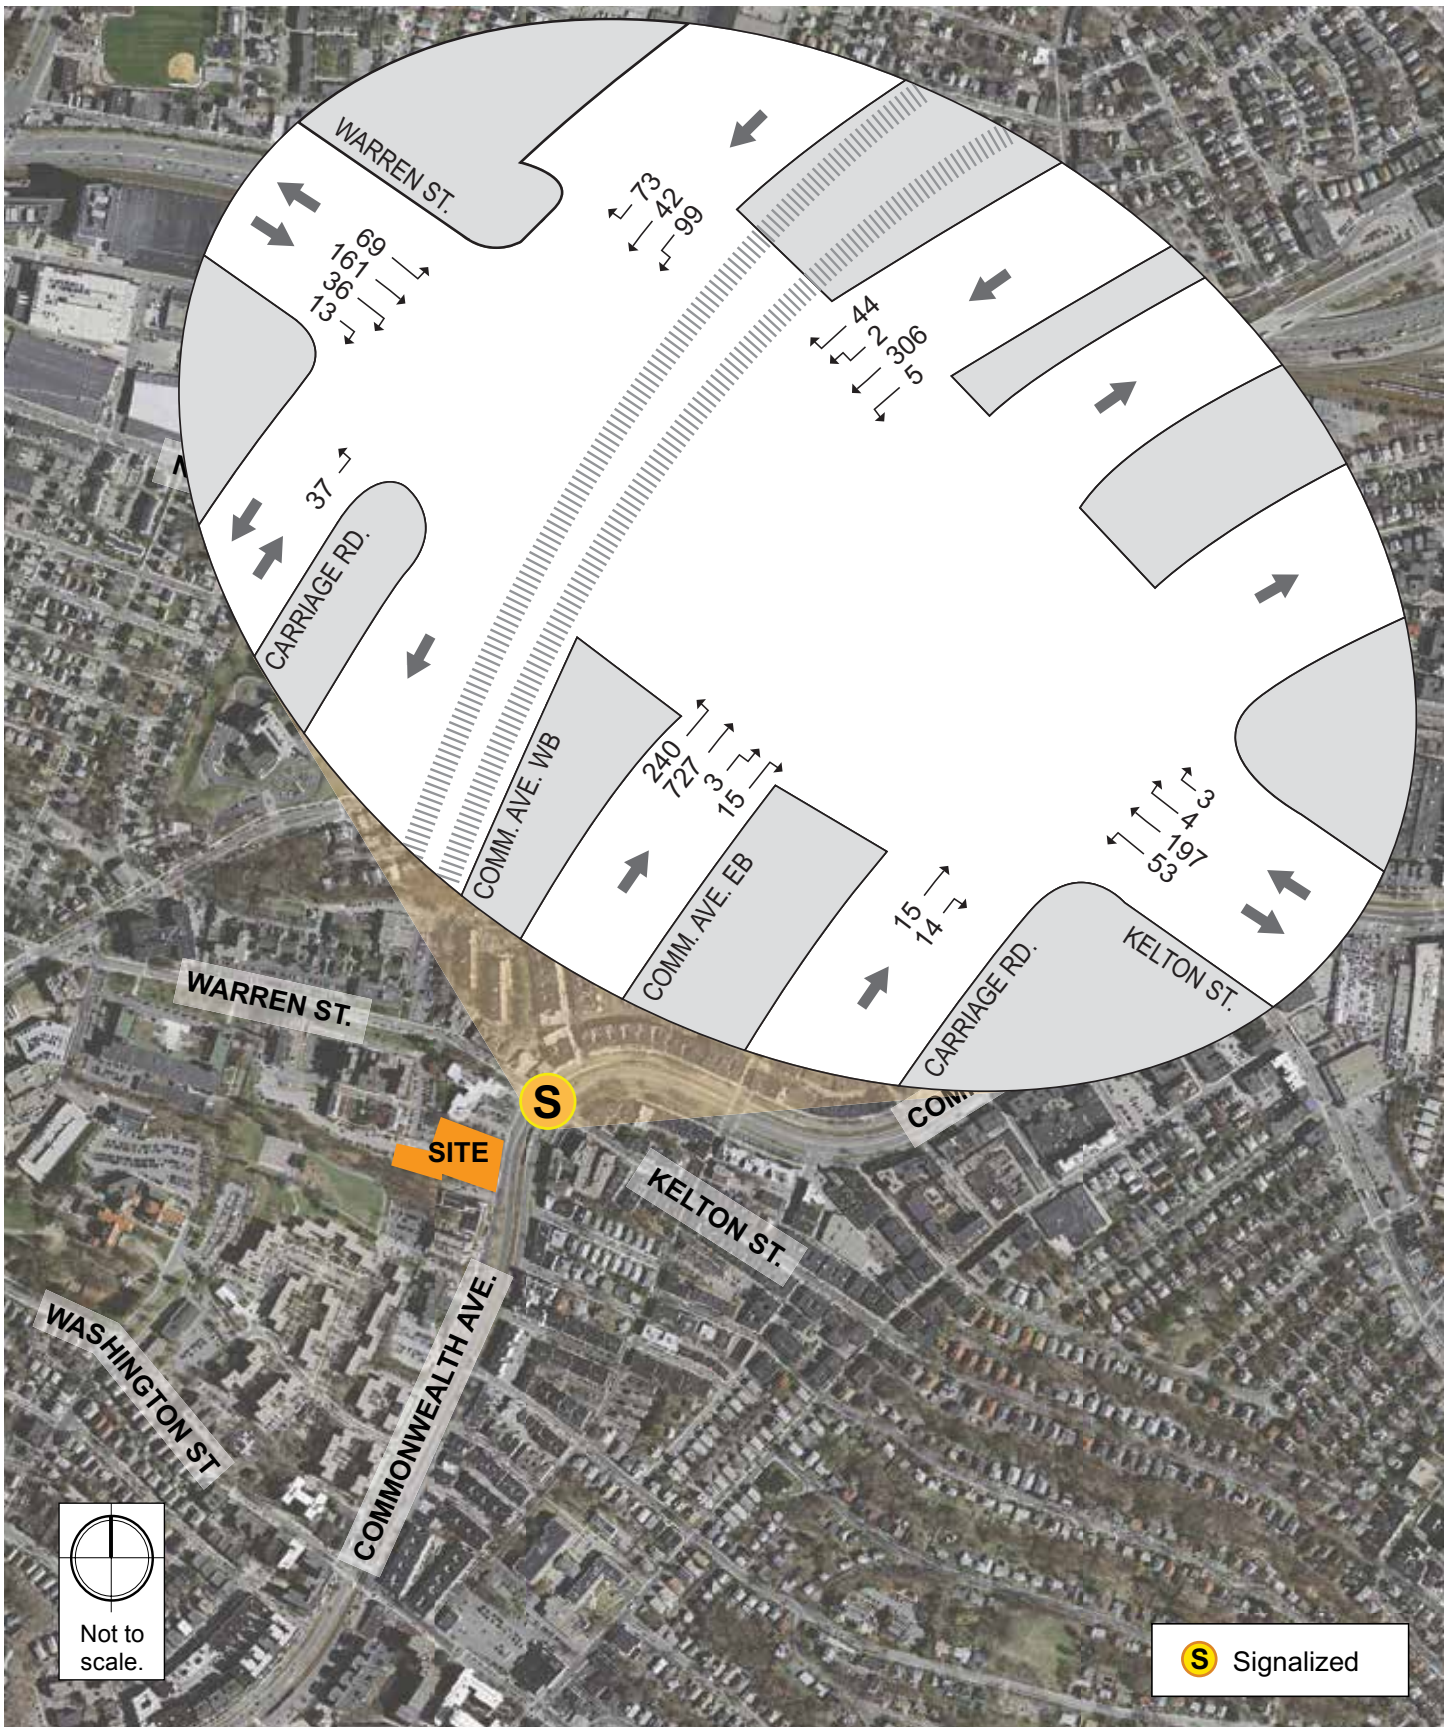 WARREN ST.
73
42
99
69
161
36
13
44
2
306
5
37
CARRIAGE RD.
COMM. AVE. WB
240
727
3
15
COMM. AVE. EB
15
14
3
4
197
53
CARRIAGE RD.
KELTON ST.
WARREN ST.
S
SITE
KELTON ST.
COMMONWEALTH AVE.
WASHINGTON ST
Not to
scale.
S Signalized